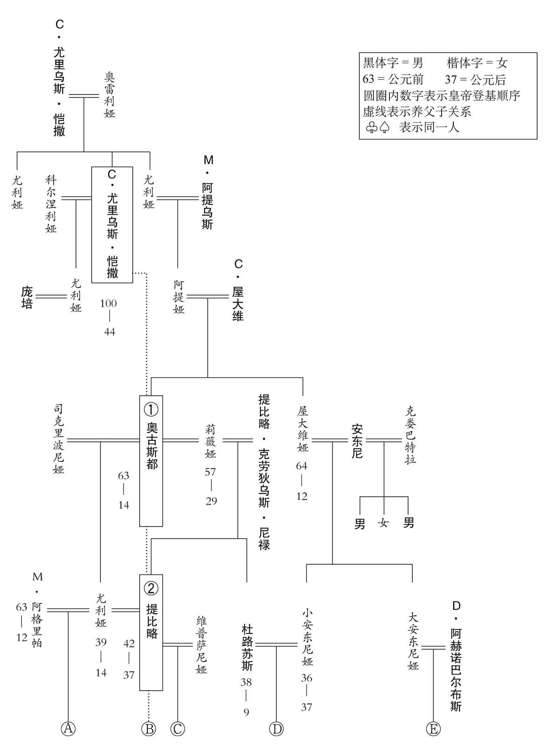 C·尤里乌斯·恺撒
奥雷利娅
黑体字 = 男 楷体字 = 女
63 = 公元前 37 = 公元后
圆圈内数字表示皇帝登基顺序
虚线表示养父子关系
♧♤ 表示同一人
尤利娅
科尔涅利娅
C·尤里乌斯·恺撒
尤利娅
M·阿提乌斯
庞培
尤利娅
100
44
阿提娅
C·屋大维
司克里波尼娅
①奥古斯都
63
14
莉薇娅
57
29
提比略·克劳狄乌斯·尼禄
屋大维娅
64
12
安东尼
克娄巴特拉
男
女
男
M·阿格里帕
63
12
尤利娅
39
14
②提比略
42
37
维普萨尼娅
杜路苏斯
38
9
小安东尼娅
36
37
大安东尼娅
D·阿赫诺巴尔布斯
Ⓐ
Ⓑ
Ⓒ
Ⓓ
Ⓔ